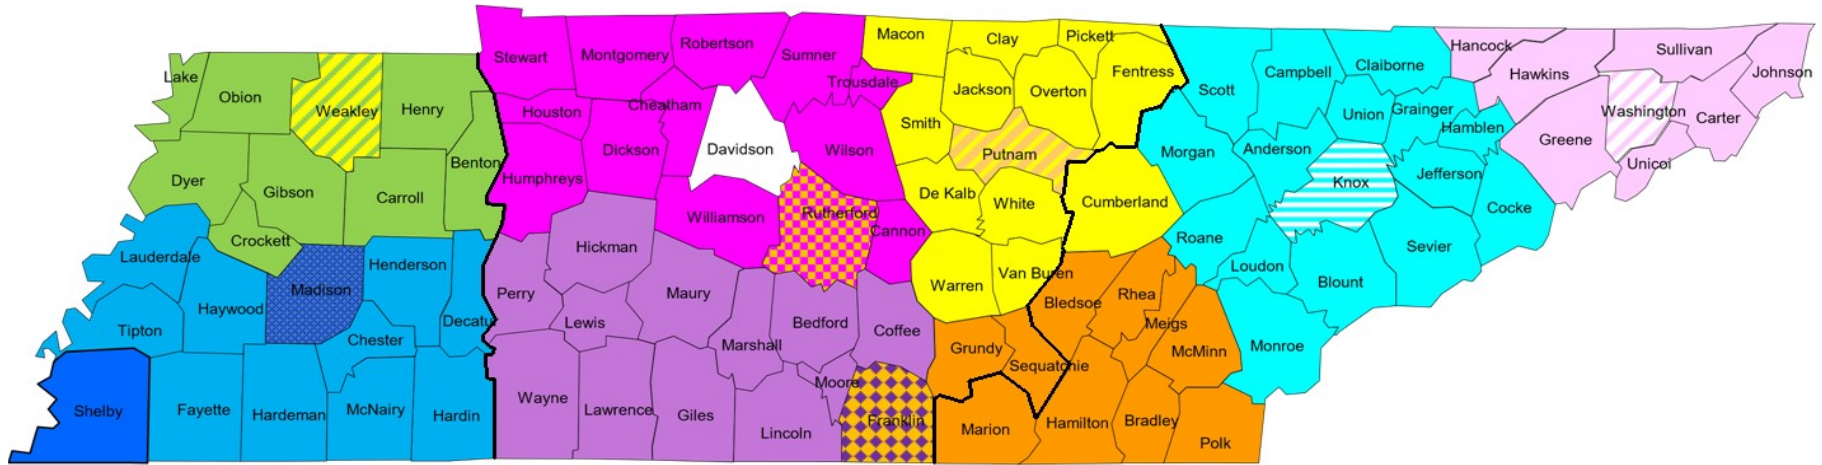 Lake
Obion
Weakley
Henry
Benton
Dyer
Gibson
Carroll
Crockett
Lauderdale
Haywood
Madison
Henderson
Decatu
Tipton
Chester
Shelby
Fayette
Hardeman
McNairy
Hardin
Stewart
Montgomery
Robertson
Sumner
Trousdale
Houston
Cheatham
Humphreys
Dickson
Davidson
Wilson
Williamson
Rutherford
Cannon
Hickman
Perry
Lewis
Maury
Marshall
Bedford
Coffee
Wayne
Lawrence
Giles
Lincoln
Moore
Franklin
Macon
Clay
Pickett
Jackson
Overton
Fentress
Smith
Putnam
De Kalb
White
Cumberland
Warren
Van Buren
Grundy
Sequatchie
Bledsoe
Rhea
Meigs
McMinn
Marion
Hamilton
Bradley
Polk
Scott
Campbell
Claiborne
Union
Grainger
Hamblen
Morgan
Anderson
Knox
Jefferson
Cocke
Roane
Loudon
Blount
Sevier
Monroe
Hancock
Hawkins
Sullivan
Johnson
Washington
Carter
Greene
Unicoi